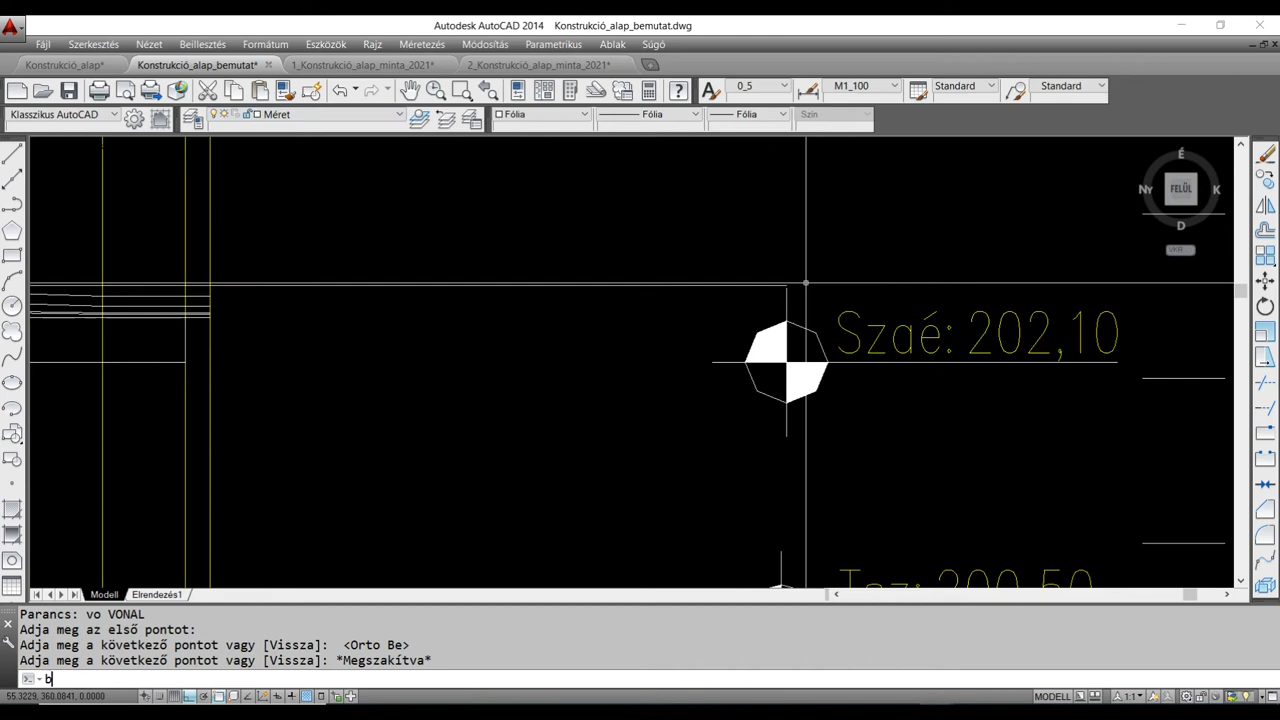 Autodesk AutoCAD 2014 Konstrukció_alap_bemutat.dwg
Fájl Szerkesztés Nézet Beillesztés Formátum Eszközök Rajz Méretezés Módosítás Parametrikus Ablak Súgó
Konstrukció_alap* Konstrukció_alap_bemutat* 1_Konstrukció_alap_minta_2021* 2_Konstrukció_alap_minta_2021*
0_5 M1_100 Standard Standard
Klasszikus AutoCAD Méret Fólia Fólia Fólia Szín
É
NY FELÜL K
D
VKR
Szaé: 202,10
Modell Elrendezés1
Parancs: vo VONAL
Adja meg az első pontot:
Adja meg a következő pontot vagy [Vissza]: <Orto Be>
Adja meg a következő pontot vagy [Vissza]: *Megszakítva*
b
55.3229, 360.0841, 0.0000 MODELL 1:1